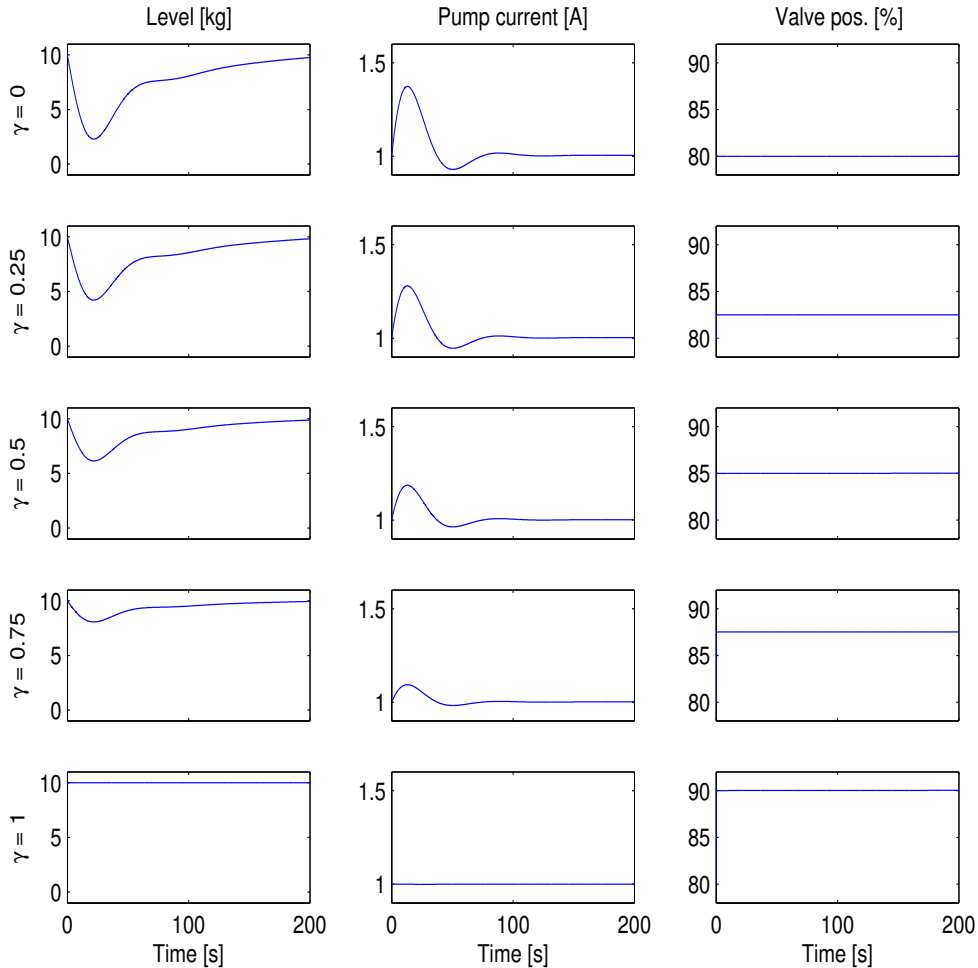 Level [kg]
Pump current [A]
Valve pos. [%]
γ = 0
10
5
0
1.5
1
90
85
80
γ = 0.25
10
5
0
1.5
1
90
85
80
γ = 0.5
10
5
0
1.5
1
90
85
80
γ = 0.75
10
5
0
1.5
1
90
85
80
γ = 1
10
5
0
1.5
1
90
85
80
0 100 200
0 100 200
0 100 200
Time [s]
Time [s]
Time [s]